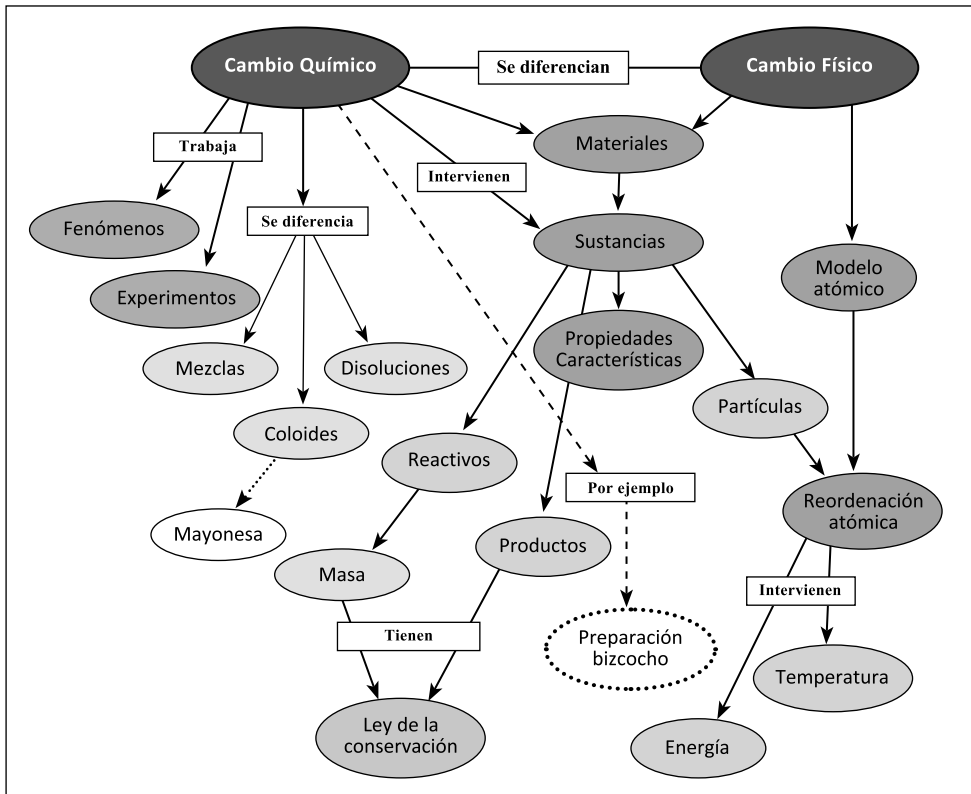 Cambio Químico
Se diferencian
Cambio Físico
Trabaja
Materiales
Intervienen
Fenómenos
Se diferencia
Sustancias
Experimentos
Modelo
atómico
Mezclas
Disoluciones
Propiedades
Características
Partículas
Coloides
Reactivos
Por ejemplo
Reordenación
atómica
Mayonesa
Productos
Masa
Intervienen
Tienen
Preparación
bizcocho
Temperatura
Ley de la
conservación
Energía